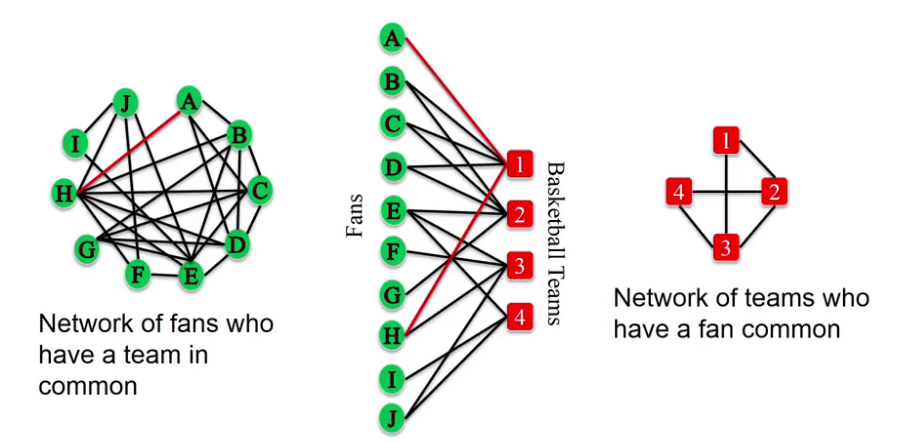 J
A
I
B
H
C
G
D
F
E
Network of fans who
have a team in
common
Fans
A
B
C
D
E
F
G
H
I
J
1
2
3
4
Basketball Teams
1
4
2
3
Network of teams who
have a fan common